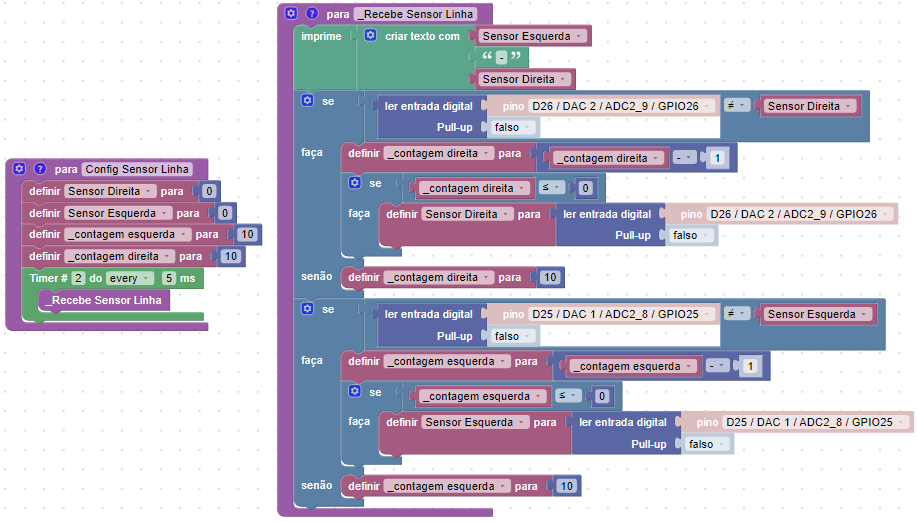 ? para Config Sensor Linha
definir Sensor Direita para 0
definir Sensor Esquerda para 0
definir _contagem esquerda para 10
definir _contagem direita para 10
Timer # 2 do every 5 ms
_Recebe Sensor Linha
? para _Recebe Sensor Linha
imprime criar texto com Sensor Esquerda
“ - ”
Sensor Direita
se ler entrada digital pino D26 / DAC 2 / ADC2_9 / GPIO26 ≠ Sensor Direita
Pull-up falso
faça definir _contagem direita para _contagem direita - 1
se _contagem direita ≤ 0
faça definir Sensor Direita para ler entrada digital pino D26 / DAC 2 / ADC2_9 / GPIO26
Pull-up falso
senão definir _contagem direita para 10
se ler entrada digital pino D25 / DAC 1 / ADC2_8 / GPIO25 ≠ Sensor Esquerda
Pull-up falso
faça definir _contagem esquerda para _contagem esquerda - 1
se _contagem esquerda ≤ 0
faça definir Sensor Esquerda para ler entrada digital pino D25 / DAC 1 / ADC2_8 / GPIO25
Pull-up falso
senão definir _contagem esquerda para 10